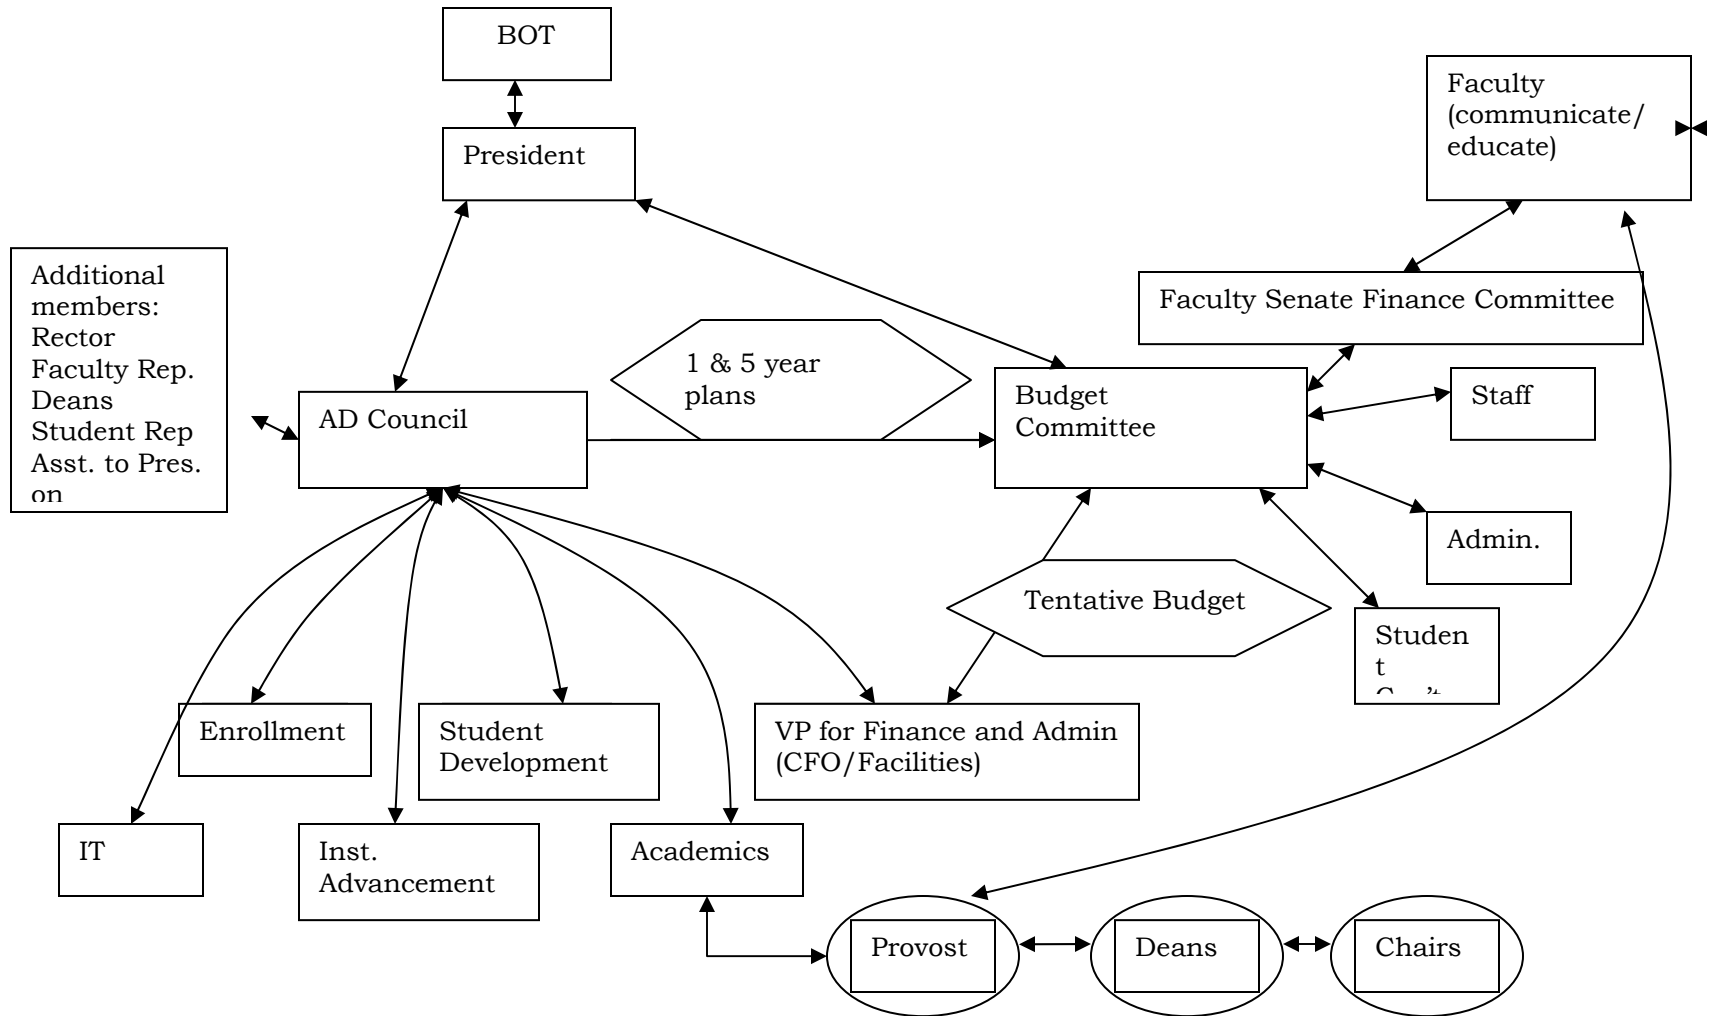 BOT
Faculty
(communicate/
educate)
President
Additional
members:
Rector
Faculty Rep.
Deans
Student Rep
Asst. to Pres.
on
Faculty Senate Finance Committee
1 & 5 year
plans
AD Council
Budget
Committee
Staff
Admin.
Tentative Budget
Studen
t
Enrollment
Student
Development
VP for Finance and Admin
(CFO/Facilities)
IT
Inst.
Advancement
Academics
Provost
Deans
Chairs